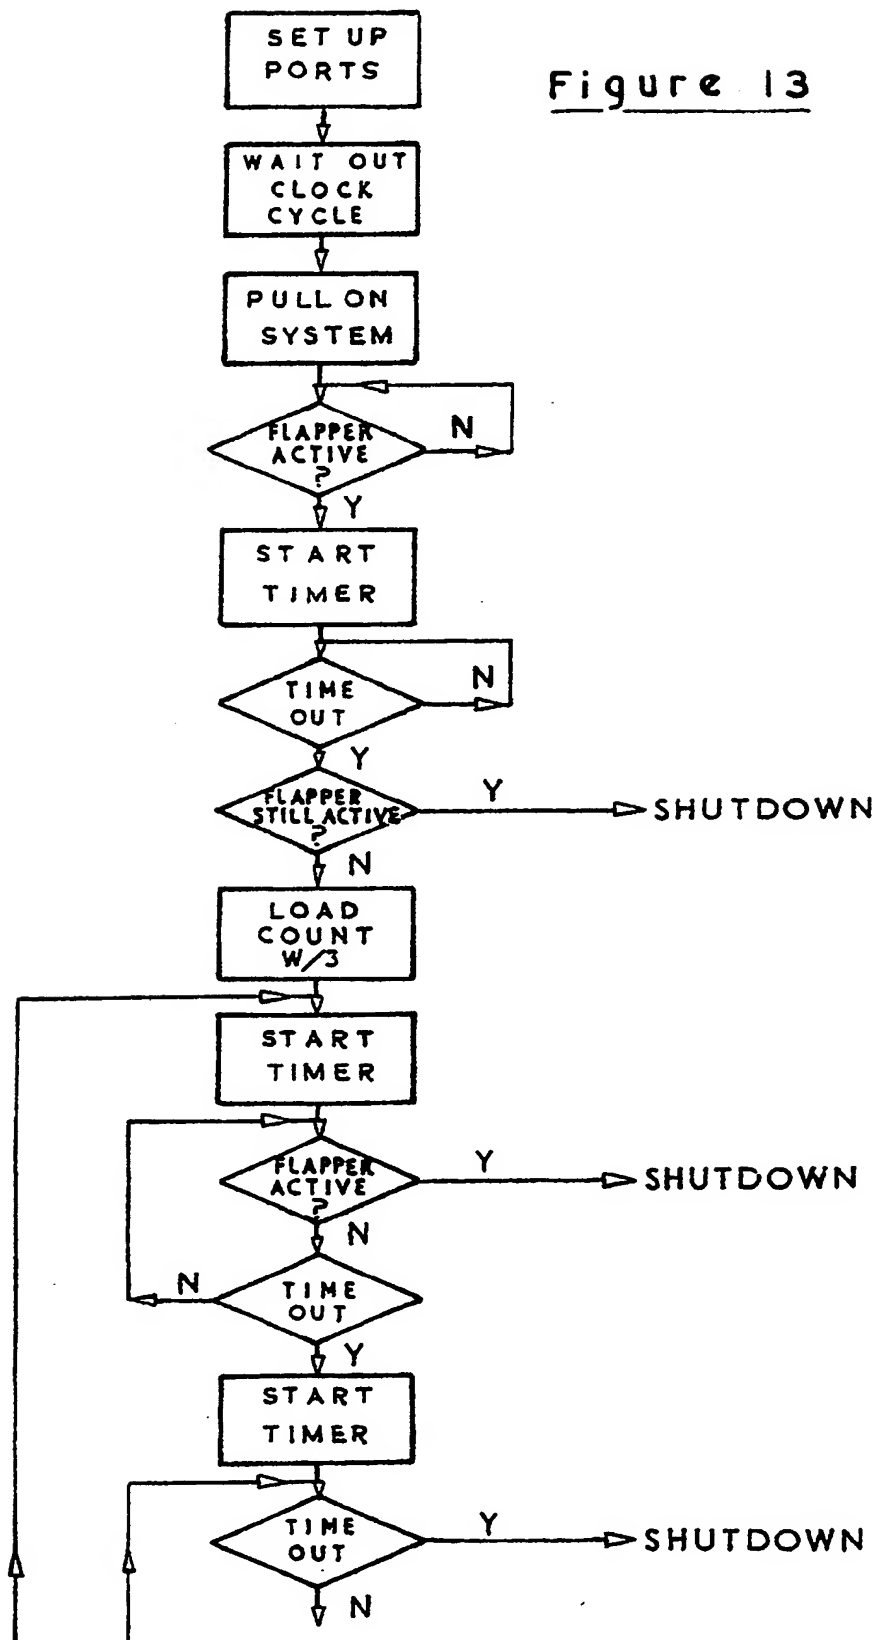 SET UP
PORTS
Figure 13
WAIT OUT
CLOCK
CYCLE
PULL ON
SYSTEM
FLAPPER
ACTIVE
?
N
Y
START
TIMER
TIME
OUT
N
Y
FLAPPER
STILL ACTIVE
?
Y
SHUTDOWN
N
LOAD
COUNT
W/3
START
TIMER
FLAPPER
ACTIVE
?
Y
SHUTDOWN
N
TIME
OUT
N
Y
START
TIMER
TIME
OUT
Y
SHUTDOWN
N